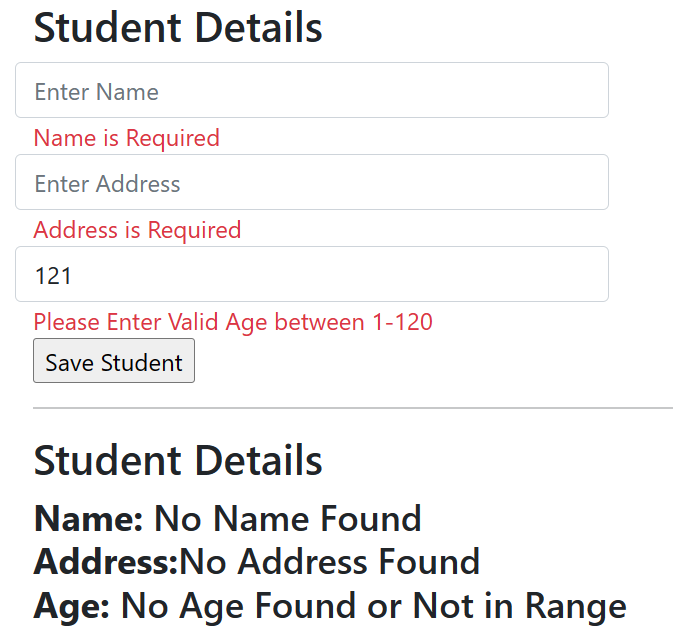 Student Details
Enter Name
Name is Required
Enter Address
Address is Required
121
Please Enter Valid Age between 1-120
Save Student
Student Details
Name: No Name Found
Address:No Address Found
Age: No Age Found or Not in Range